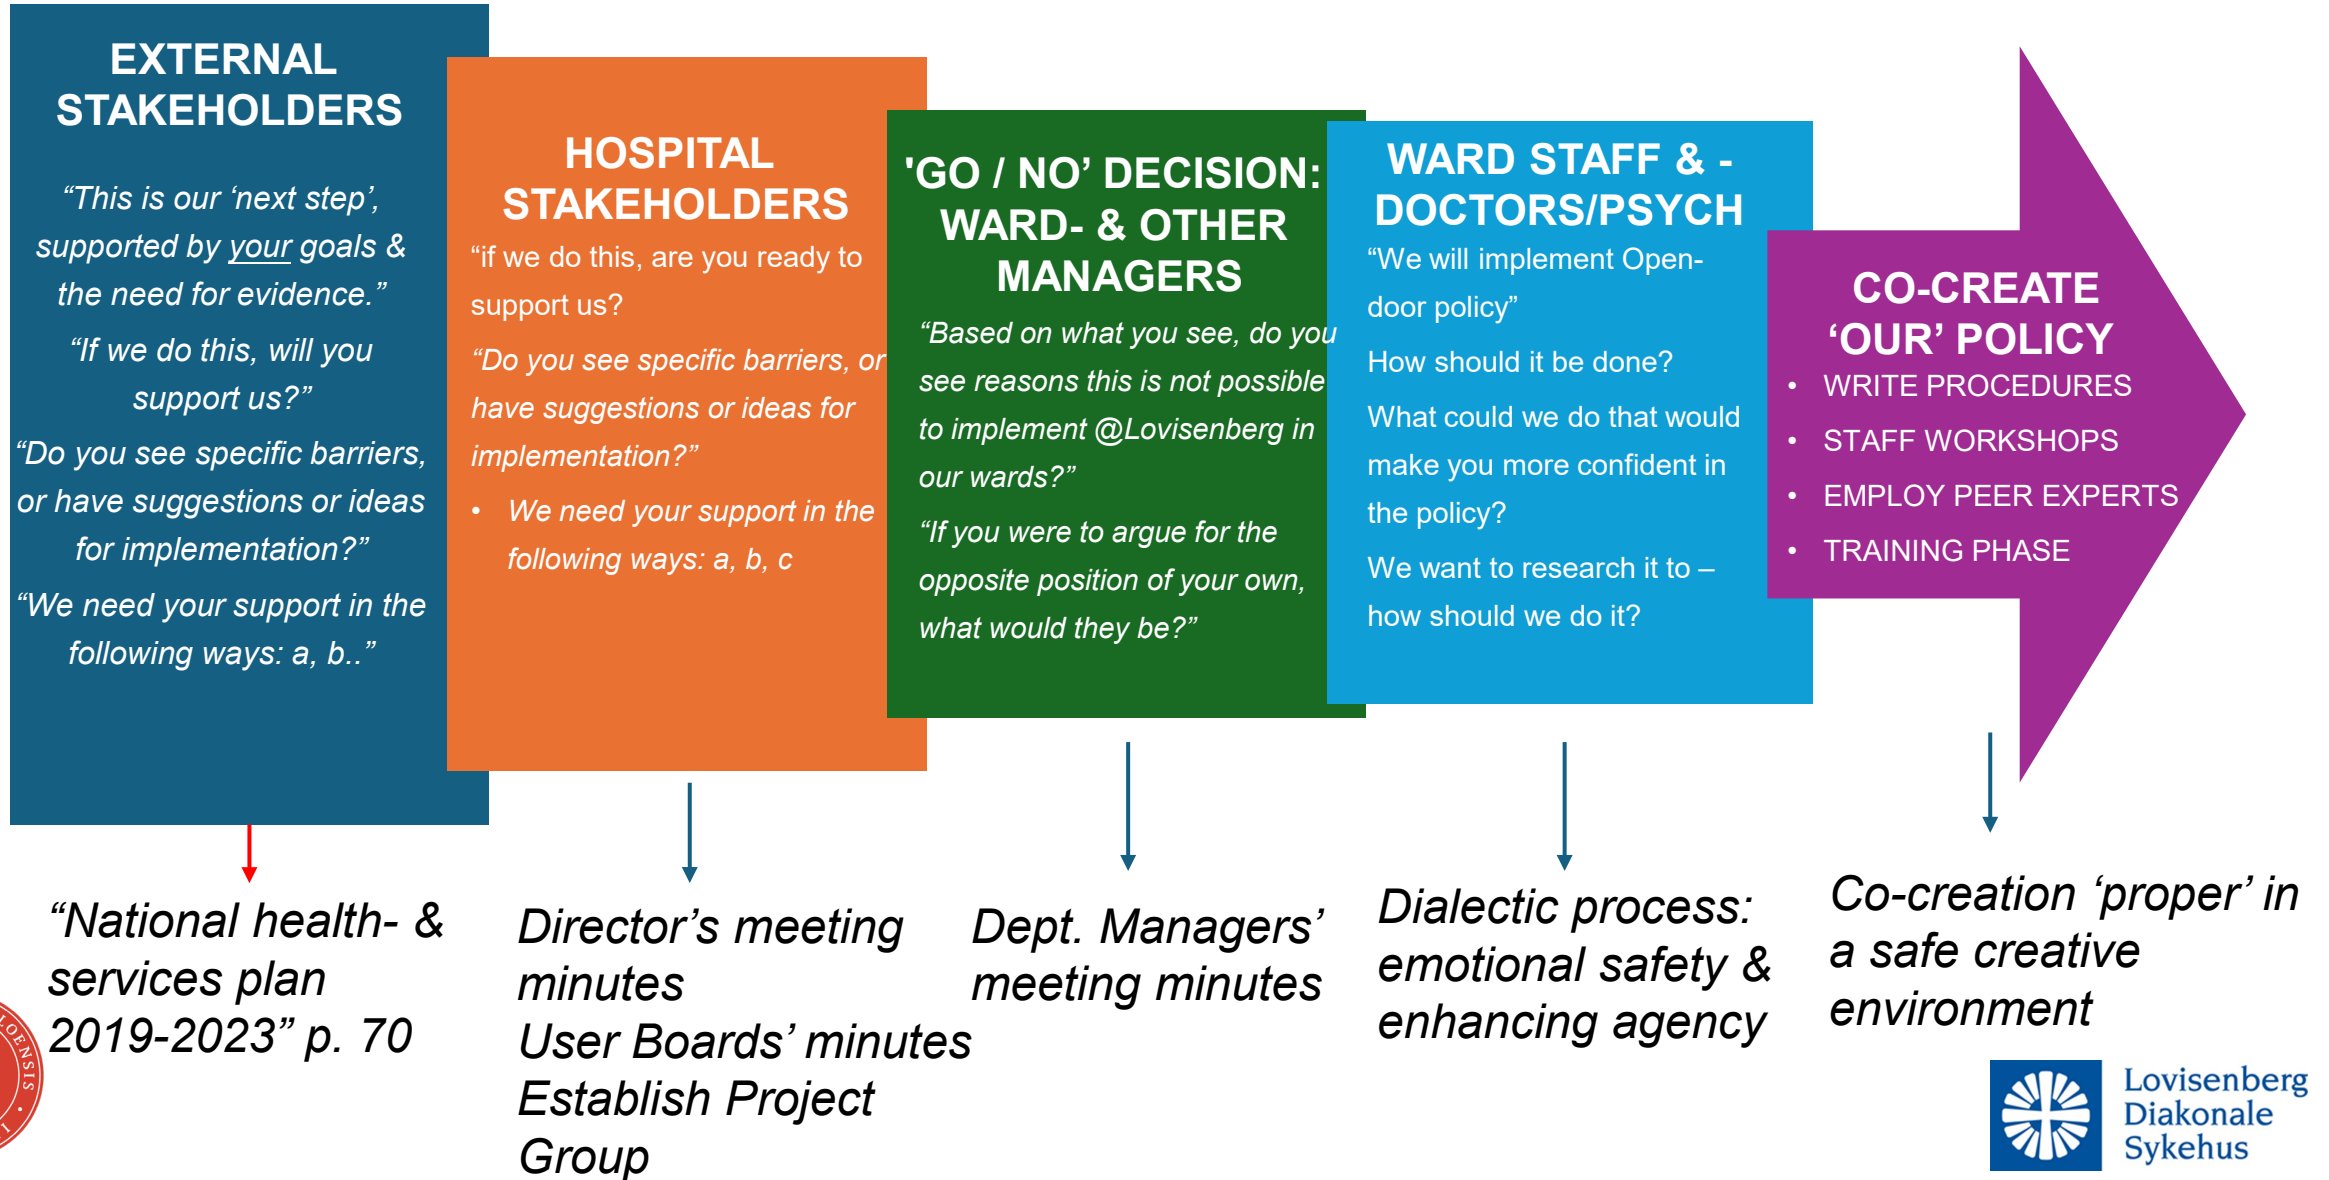 EXTERNAL
STAKEHOLDERS
“This is our ‘next step’,
supported by your goals &
the need for evidence.”
“If we do this, will you
support us?”
“Do you see specific barriers,
or have suggestions or ideas
for implementation?”
“We need your support in the
following ways: a, b..”
HOSPITAL
STAKEHOLDERS
“if we do this, are you ready to
support us?
“Do you see specific barriers, or
have suggestions or ideas for
implementation?”
• We need your support in the
following ways: a, b, c
'GO / NO’ DECISION:
WARD- & OTHER
MANAGERS
“Based on what you see, do you
see reasons this is not possible
to implement @Lovisenberg in
our wards?”
“If you were to argue for the
opposite position of your own,
what would they be?”
WARD STAFF & -
DOCTORS/PSYCH
“We will implement Open-
door policy”
How should it be done?
What could we do that would
make you more confident in
the policy?
We want to research it to –
how should we do it?
CO-CREATE
‘OUR’ POLICY
• WRITE PROCEDURES
• STAFF WORKSHOPS
• EMPLOY PEER EXPERTS
• TRAINING PHASE
“National health- &
services plan
2019-2023” p. 70
Director’s meeting
minutes
User Boards’ minutes
Establish Project
Group
Dept. Managers’
meeting minutes
Dialectic process:
emotional safety &
enhancing agency
Co-creation ‘proper’ in
a safe creative
environment
Lovisenberg
Diakonale
Sykehus